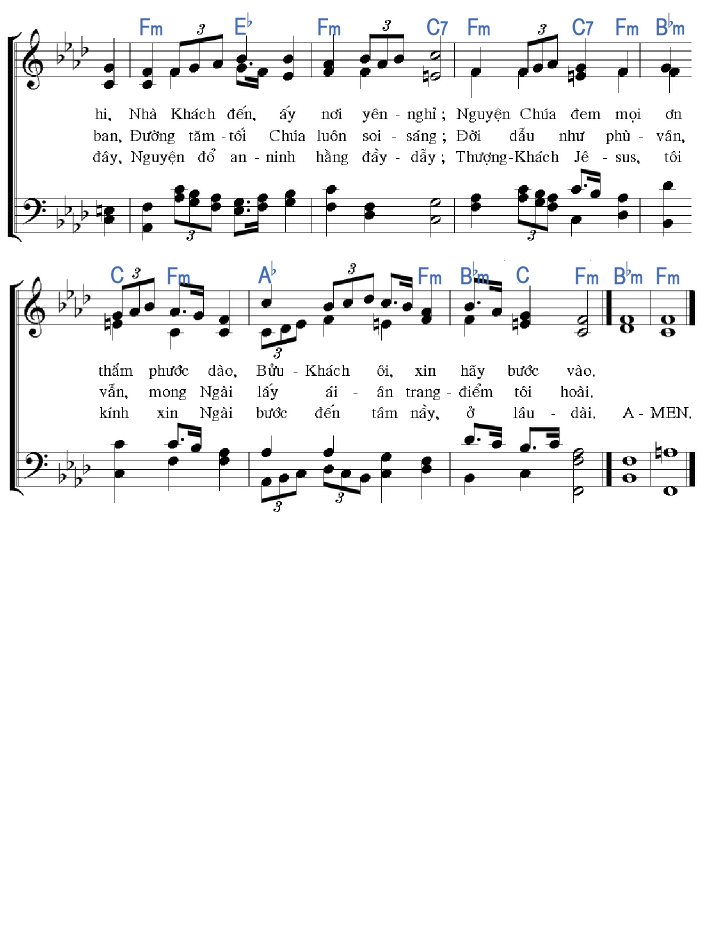 Fm E♭ Fm C7 Fm C7 Fm B♭m
3 3 3
hi. Nhà Khách đến, ấy nơi yên-nghỉ; Nguyện Chúa đem mọi ơn
ban. Đường tăm-tối Chúa luôn soi-sáng; Đời dẫu như phù-vân,
đây. Nguyện đổ an-ninh hằng đầy-dẫy; Thượng-Khách Jê-sus, tôi
3 3
C Fm A♭ Fm B♭m C Fm B♭m Fm
3 3
thắm phước dào. Bửu-Khách ôi, xin hãy bước vào.
vẫn, mong Ngài lấy ái-ân trang-điểm tôi hoài.
kính xin Ngài bước đến tâm nầy, ở lâu-dài. A-MEN.
3 3 3